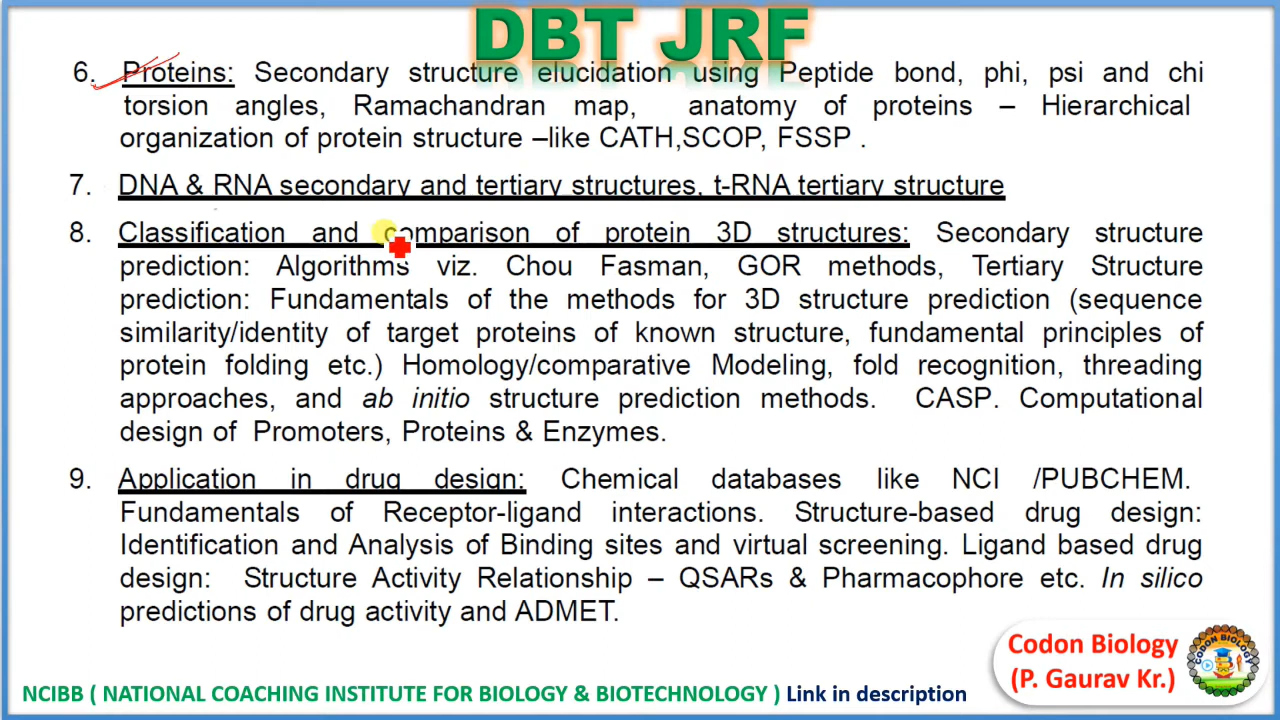 DBT JRF
6. Proteins: Secondary structure elucidation using Peptide bond, phi, psi and chi
torsion angles, Ramachandran map, anatomy of proteins – Hierarchical
organization of protein structure –like CATH,SCOP, FSSP .
7. DNA & RNA secondary and tertiary structures, t-RNA tertiary structure
8. Classification and comparison of protein 3D structures: Secondary structure
prediction: Algorithms viz. Chou Fasman, GOR methods, Tertiary Structure
prediction: Fundamentals of the methods for 3D structure prediction (sequence
similarity/identity of target proteins of known structure, fundamental principles of
protein folding etc.) Homology/comparative Modeling, fold recognition, threading
approaches, and ab initio structure prediction methods. CASP. Computational
design of Promoters, Proteins & Enzymes.
9. Application in drug design: Chemical databases like NCI /PUBCHEM.
Fundamentals of Receptor-ligand interactions. Structure-based drug design:
Identification and Analysis of Binding sites and virtual screening. Ligand based drug
design: Structure Activity Relationship – QSARs & Pharmacophore etc. In silico
predictions of drug activity and ADMET.
Codon Biology
(P. Gaurav Kr.)
CODON BIOLOGY
NCIBB ( NATIONAL COACHING INSTITUTE FOR BIOLOGY & BIOTECHNOLOGY ) Link in description